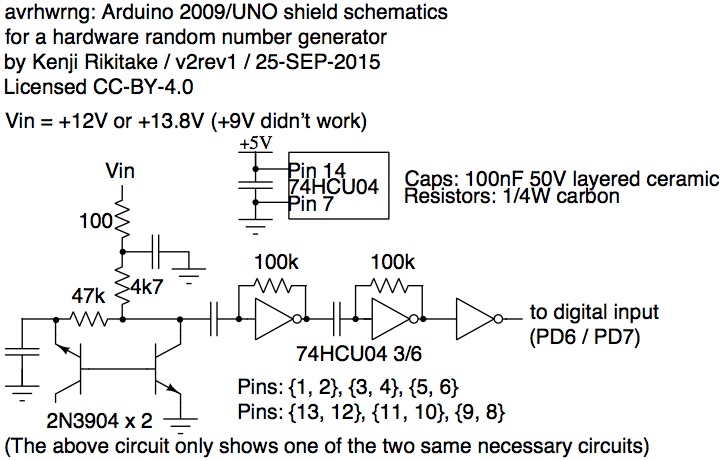 avrhwrng: Arduino 2009/UNO shield schematics
for a hardware random number generator
by Kenji Rikitake / v2rev1 / 25-SEP-2015
Licensed CC-BY-4.0
Vin = +12V or +13.8V (+9V didn't work)
+5V
Vin
Pin 14
74HCU04
Pin 7
Caps: 100nF 50V layered ceramic
Resistors: 1/4W carbon
100
100k
100k
4k7
47k
to digital input
(PD6 / PD7)
74HCU04 3/6
Pins: {1, 2}, {3, 4}, {5, 6}
Pins: {13, 12}, {11, 10}, {9, 8}
2N3904 x 2
(The above circuit only shows one of the two same necessary circuits)